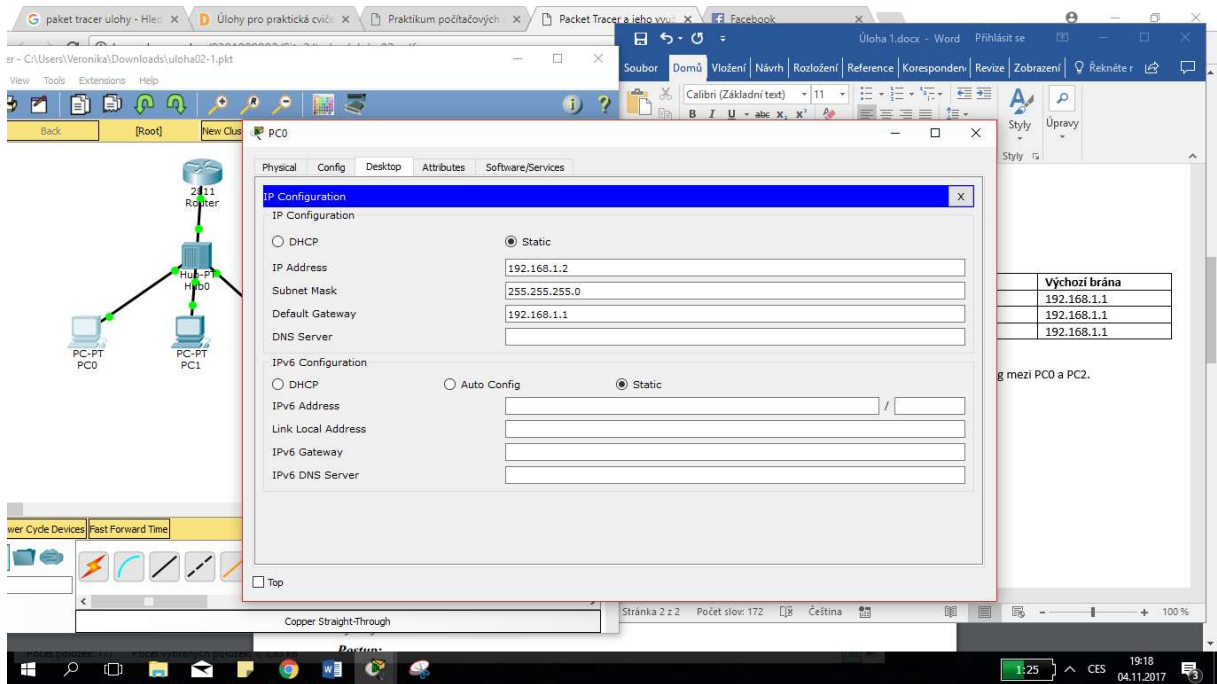 paket tracer ulohy - Hlec
Úlohy pro praktická cviče
Praktikum počítačových
Packet Tracer a jeho využ
Facebook
er - C:\Users\Veronika\Downloads\uloha02-1.pkt
View Tools Extensions Help
Back [Root] New Clus
2811
Router
Hub-PT
Hub0
PC-PT
PC0
PC-PT
PC1
Úloha 1.docx - Word Přihlásit se
Soubor Domů Vložení Návrh Rozložení Reference Koresponden Revize Zobrazení Řekněte r
Calibri (Základní text) 11
B I U abc X₂ X²
Styly
Úpravy
Styly
PC0
Physical Config Desktop Attributes Software/Services
IP Configuration X
IP Configuration
DHCP Static
IP Address 192.168.1.2
Subnet Mask 255.255.255.0
Default Gateway 192.168.1.1
DNS Server
IPv6 Configuration
DHCP Auto Config Static
IPv6 Address /
Link Local Address
IPv6 Gateway
IPv6 DNS Server
Top
Výchozí brána
192.168.1.1
192.168.1.1
192.168.1.1
g mezi PC0 a PC2.
wer Cycle Devices Fast Forward Time
Copper Straight-Through
Stránka 2 z 2 Počet slov: 172 Čeština 100 %
Postup:
1:25 CES 19:18
04.11.2017
3